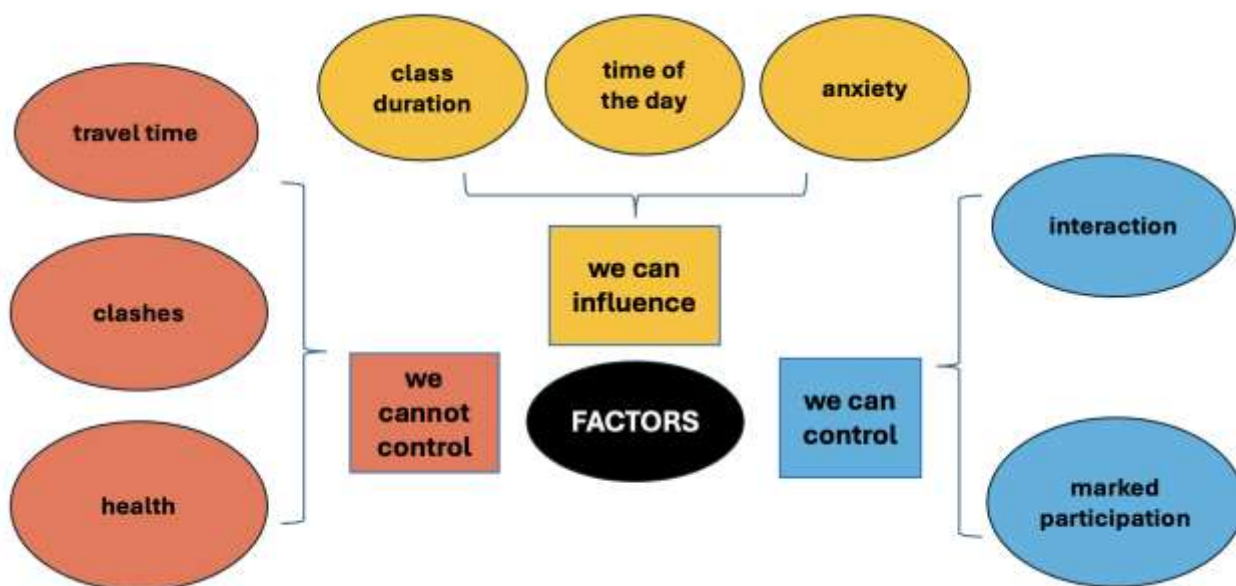 class
duration
time of
the day
anxiety
travel time
interaction
we can
influence
clashes
we
cannot
control
FACTORS
we can
control
health
marked
participation